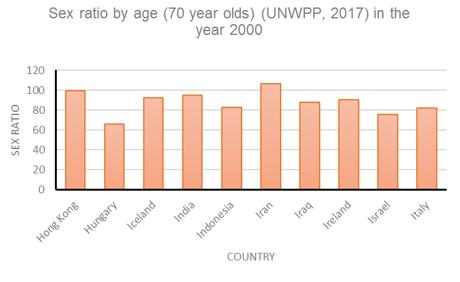 Sex ratio by age (70 year olds) (UNWPP, 2017) in the
year 2000
120
100
80
60
40
20
0
SEX RATIO
Hong Kong
Hungary
Iceland
India
Indonesia
Iran
Iraq
Ireland
Israel
Italy
COUNTRY